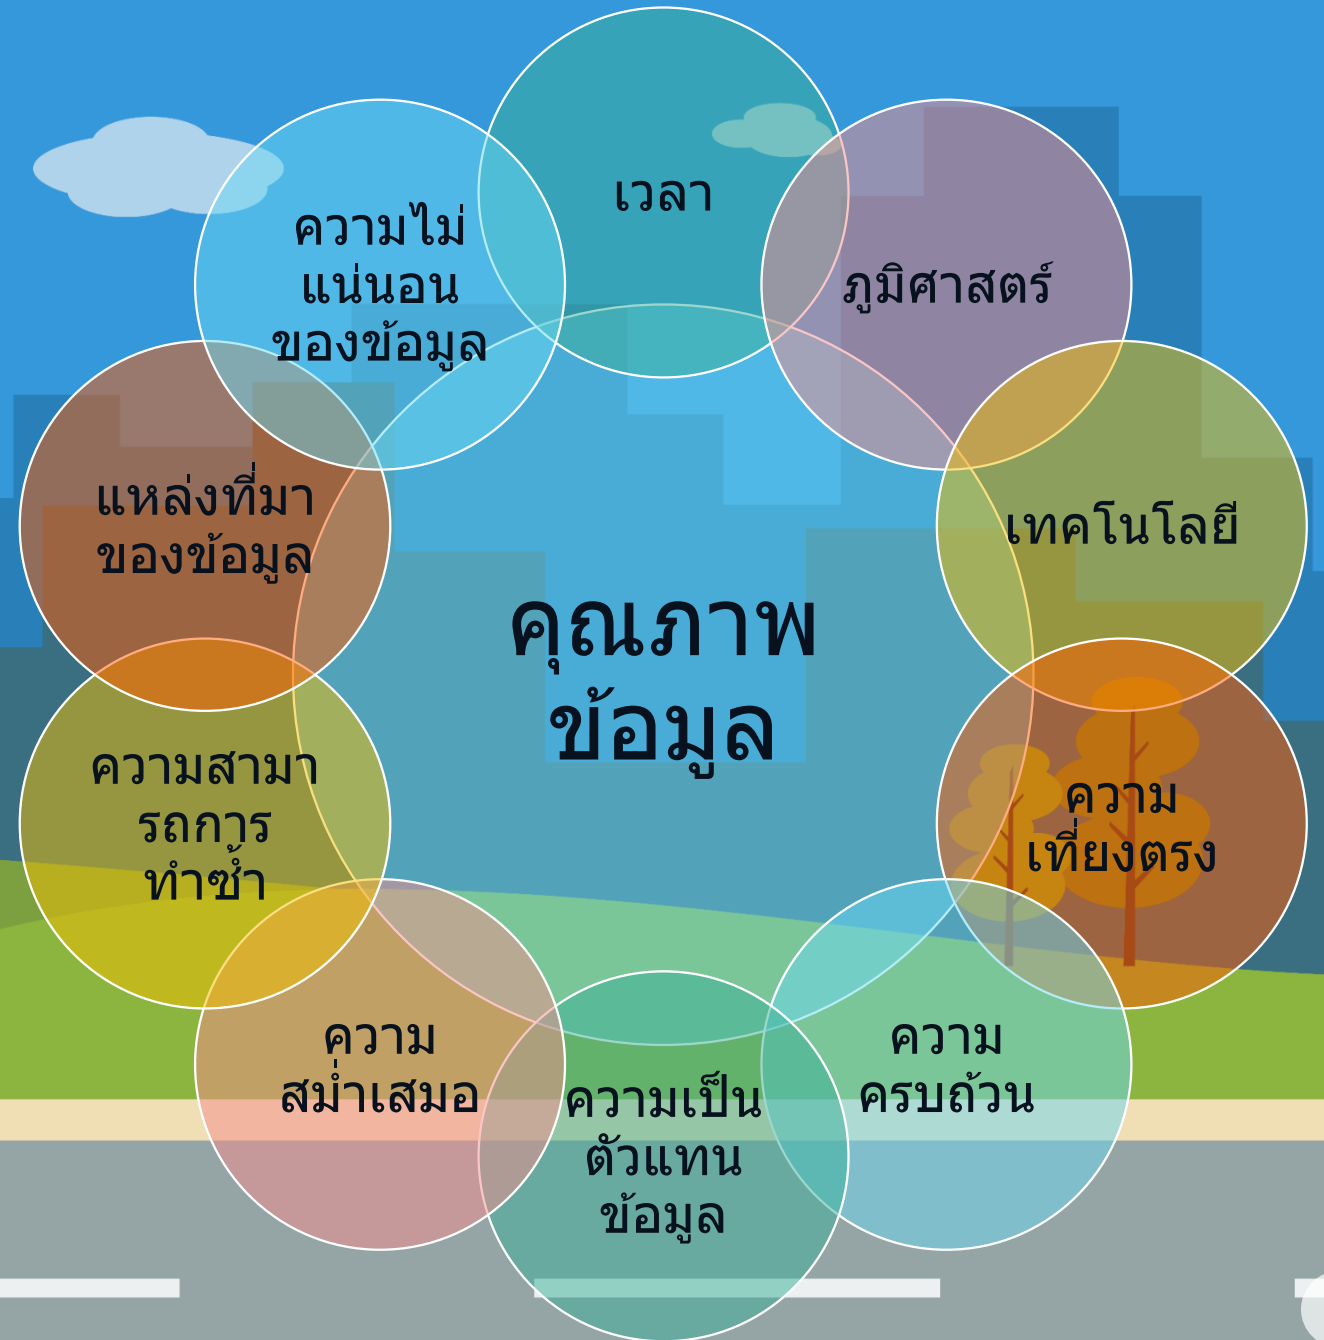 เวลา
ภูมิศาสตร์
เทคโนโลยี
ความ
เที่ยงตรง
ความ
ครบถ้วน
ความเป็น
ตัวแทน
ข้อมูล
ความ
สม่ำเสมอ
ความสามา
รถการ
ทำซ้ำ
แหล่งที่มา
ของข้อมูล
ความไม่
แน่นอน
ของข้อมูล
คุณภาพ
ข้อมูล